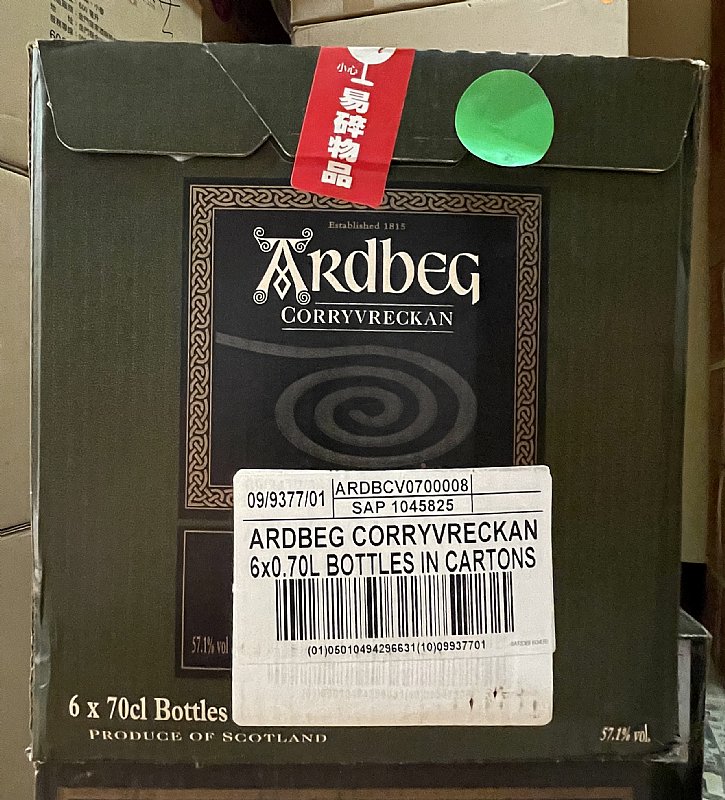 小心
易碎物品
Established 1815
ARDBEG
CORRYVRECKAN
09/9377/01
ARDBCV0700008
SAP 1045825
ARDBEG CORRYVRECKAN
6x0.70L BOTTLES IN CARTONS
(01)05010494296631(10)09937701
57.1% vol
6 x 70cl Bottles
PRODUCE OF SCOTLAND
57.1% vol.